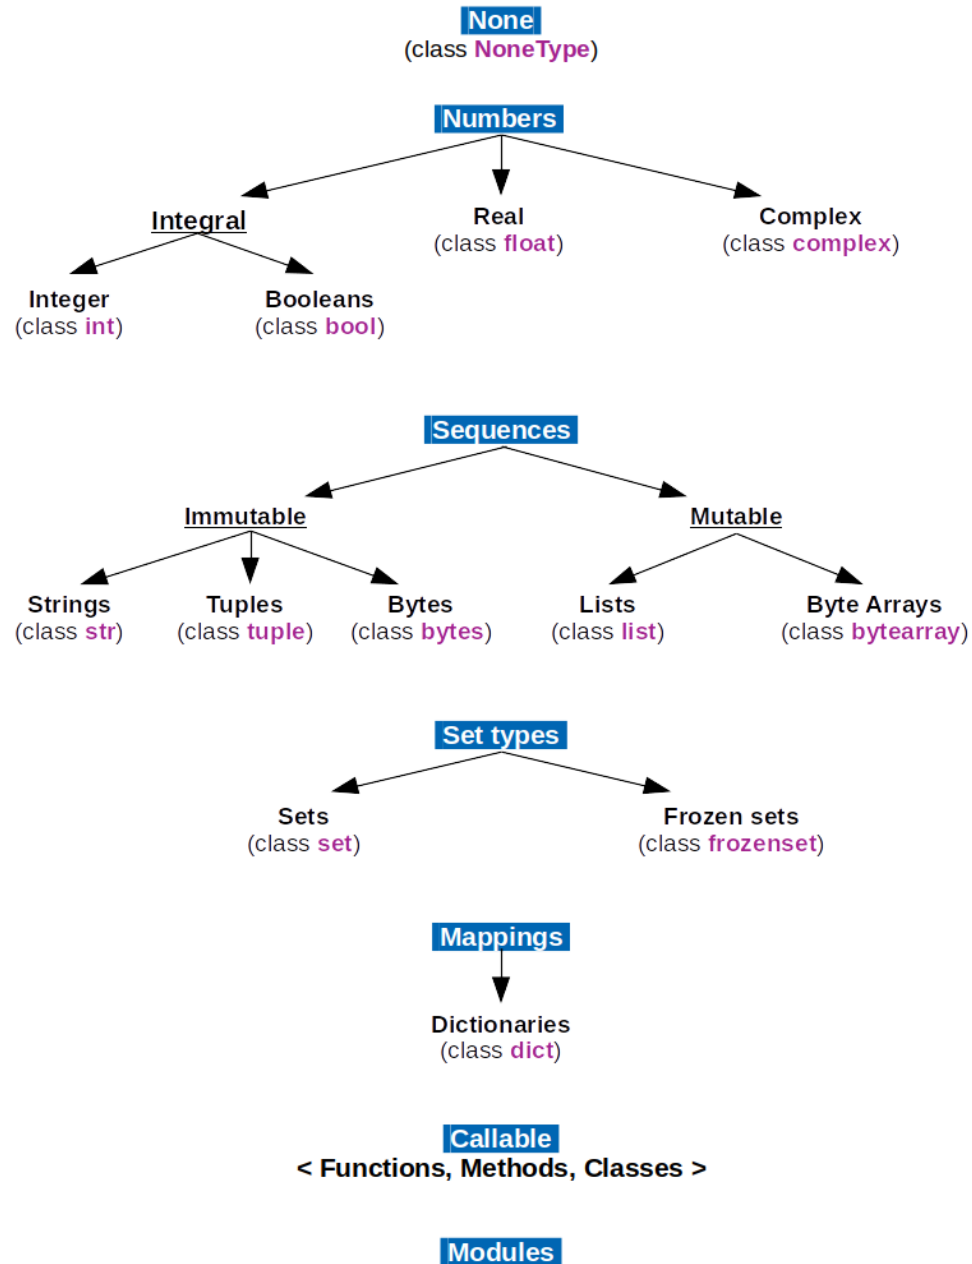 None
(class NoneType)
Numbers
Integral
Real
(class float)
Complex
(class complex)
Integer
(class int)
Booleans
(class bool)
Sequences
Immutable
Mutable
Strings
(class str)
Tuples
(class tuple)
Bytes
(class bytes)
Lists
(class list)
Byte Arrays
(class bytearray)
Set types
Sets
(class set)
Frozen sets
(class frozenset)
Mappings
Dictionaries
(class dict)
Callable
< Functions, Methods, Classes >
Modules